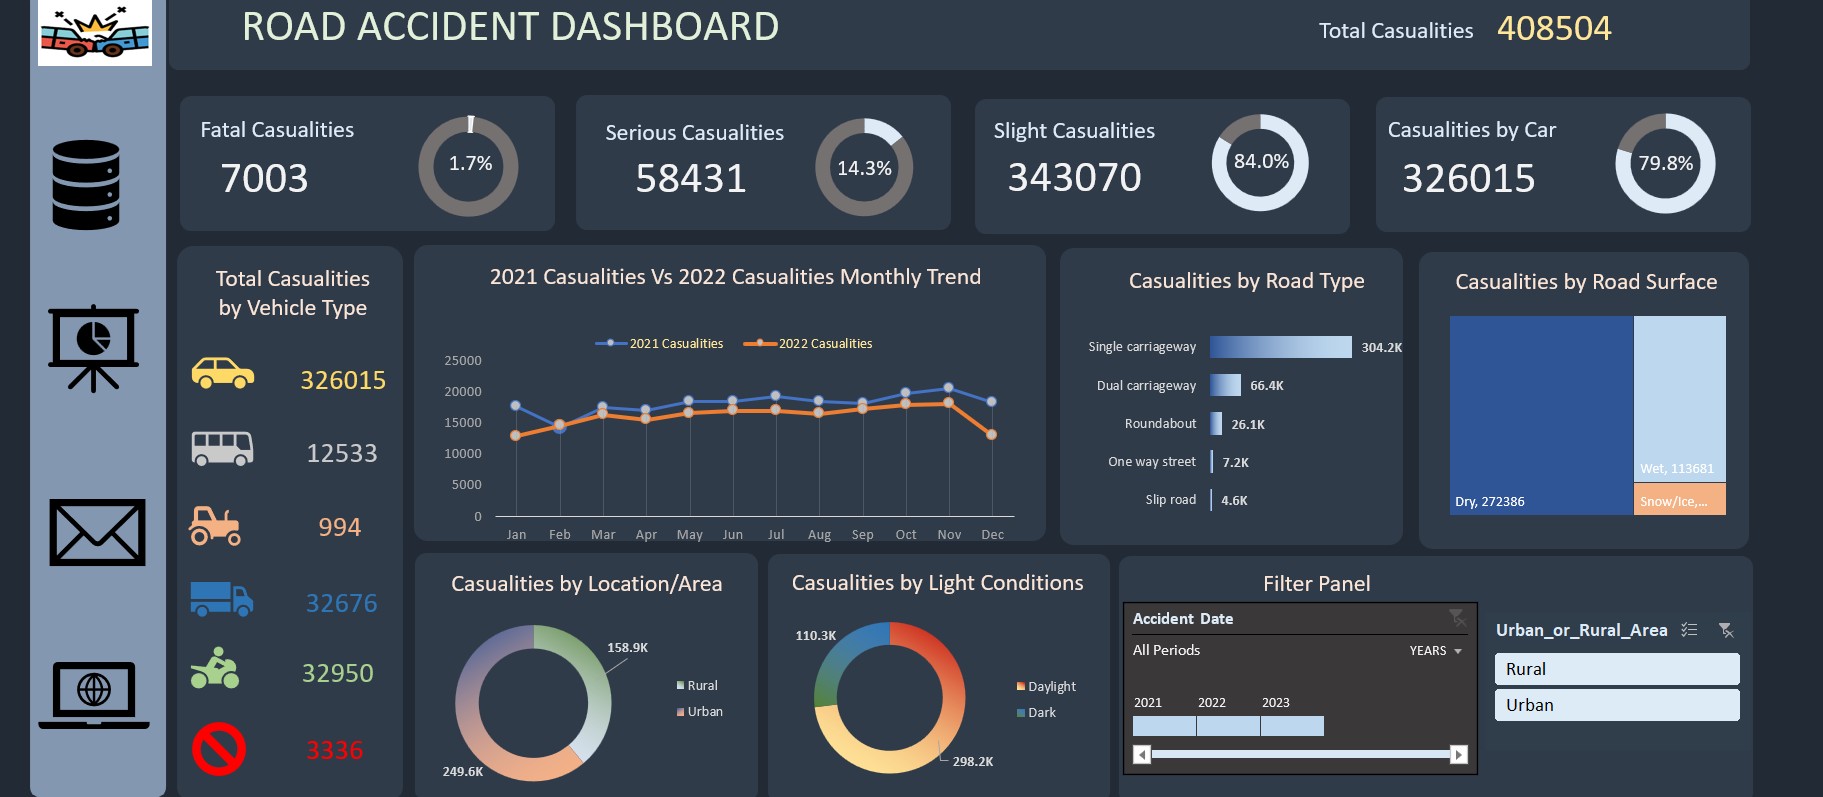 ROAD ACCIDENT DASHBOARD
Total Casualities 408504
Fatal Casualities
7003
1.7%
Serious Casualities
58431
14.3%
Slight Casualities
343070
84.0%
Casualities by Car
326015
79.8%
Total Casualities
by Vehicle Type
326015
12533
994
32676
32950
3336
2021 Casualities Vs 2022 Casualities Monthly Trend
2021 Casualities 2022 Casualities
25000
20000
15000
10000
5000
0
Jan Feb Mar Apr May Jun Jul Aug Sep Oct Nov Dec
Casualities by Road Type
Single carriageway 304.2K
Dual carriageway 66.4K
Roundabout 26.1K
One way street 7.2K
Slip road 4.6K
Casualities by Road Surface
Wet, 113681
Dry, 272386
Snow/Ice,...
Casualities by Location/Area
158.9K
Rural
Urban
249.6K
Casualities by Light Conditions
110.3K
Daylight
Dark
298.2K
Filter Panel
Accident Date
All Periods YEARS
2021 2022 2023
Urban_or_Rural_Area
Rural
Urban